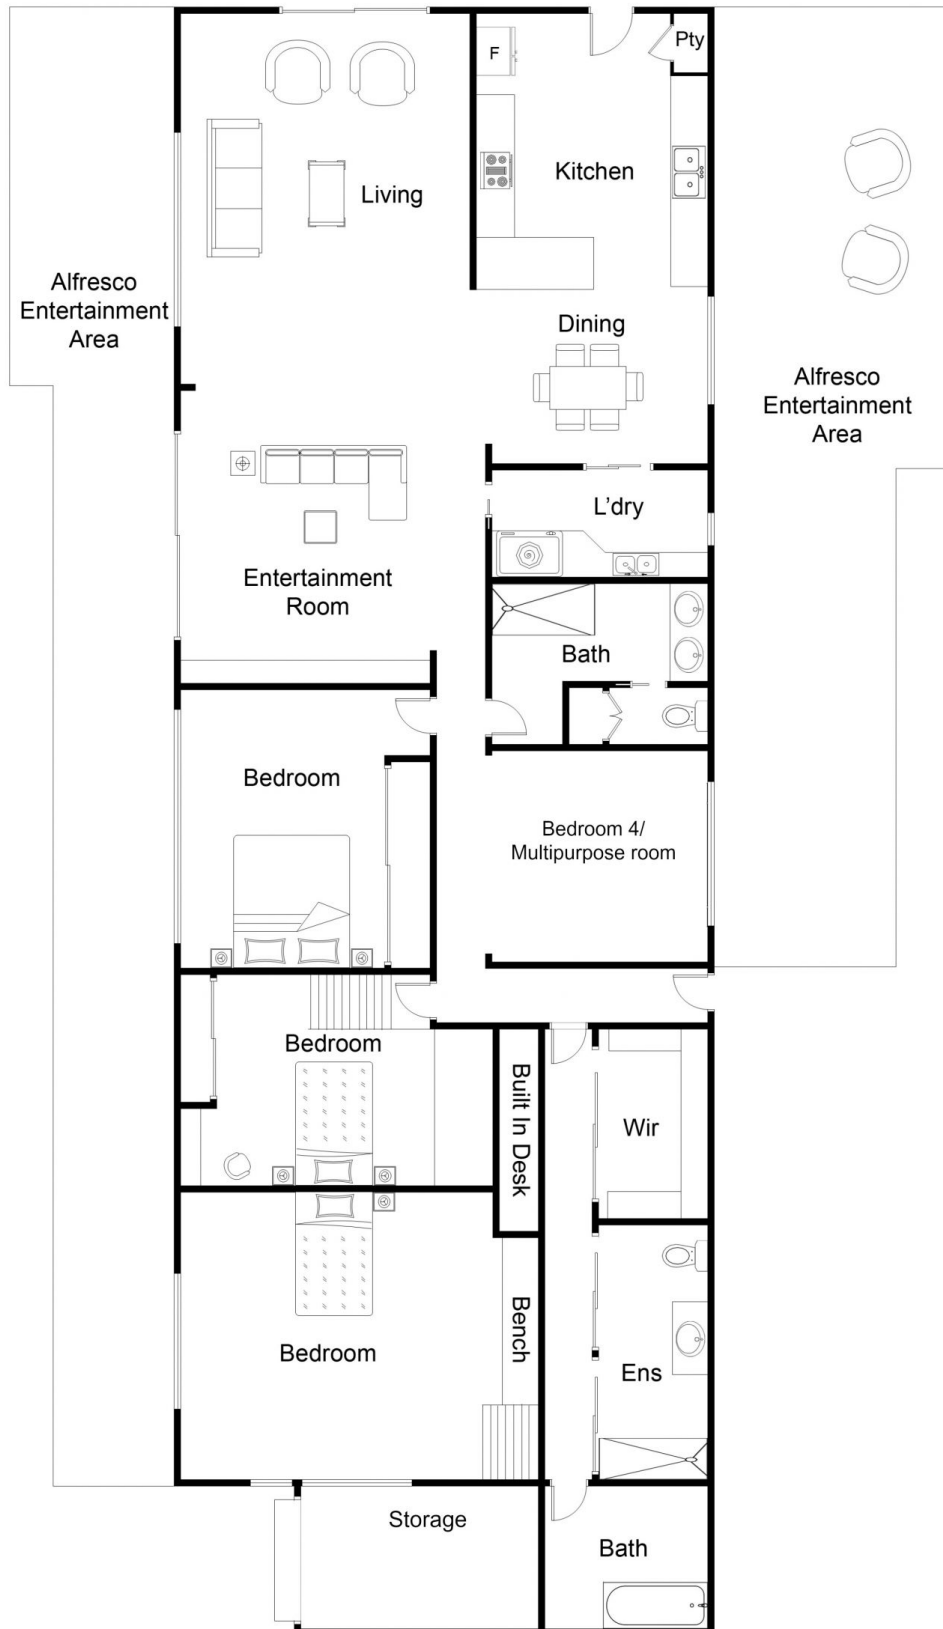 F
Pty
Kitchen
Living
Alfresco
Entertainment
Area
Dining
Alfresco
Entertainment
Area
L'dry
Entertainment
Room
Bath
Bedroom
Bedroom 4/
Multipurpose room
Bedroom
Built In Desk
Wir
Bench
Bedroom
Ens
Storage
Bath